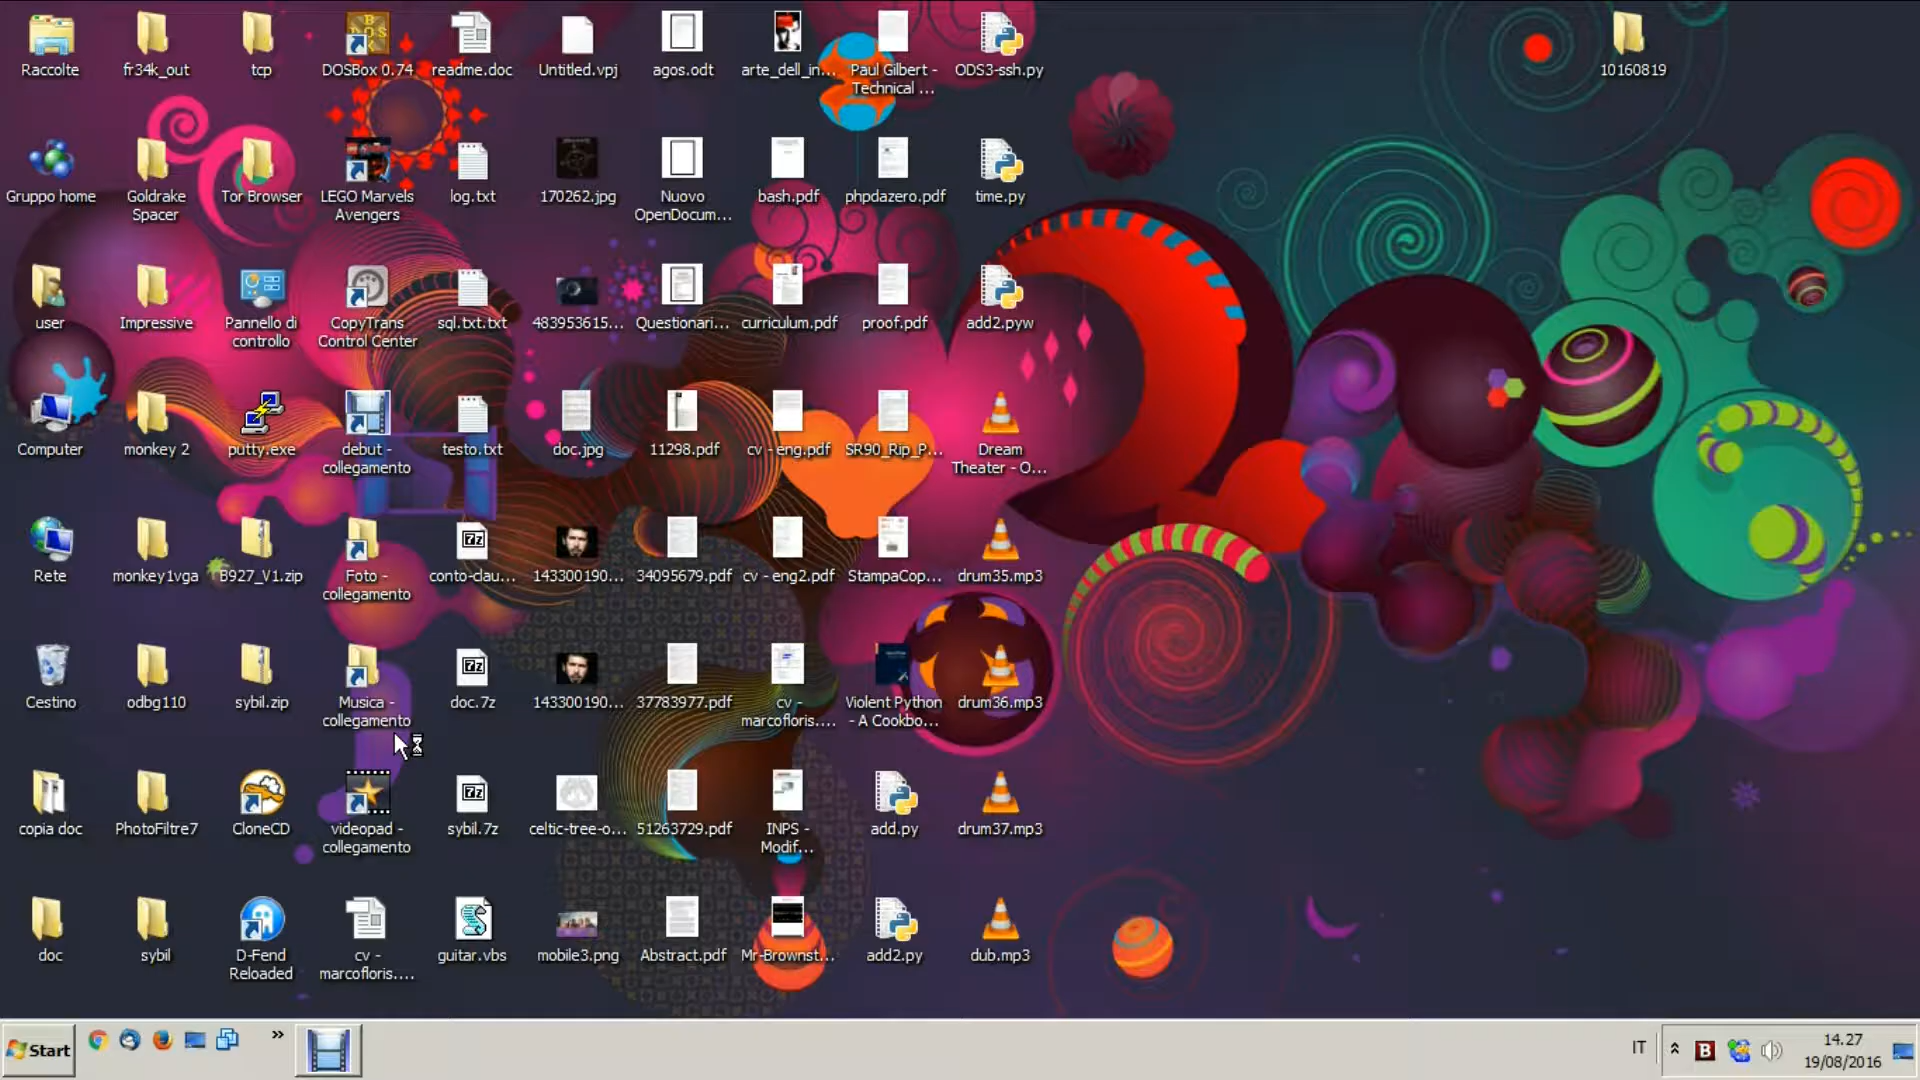 Raccolte
fr34k_out
tcp
DOSBox 0.74
readme.doc
Untitled.vpj
agos.odt
arte_dell_in...
Paul Gilbert -
Technical ...
ODS3-ssh.py
10160819
Gruppo home
Goldrake
Spacer
Tor Browser
LEGO Marvels
Avengers
log.txt
170262.jpg
Nuovo
OpenDocum...
bash.pdf
phpdazero.pdf
time.py
user
Impressive
Pannello di
controllo
CopyTrans
Control Center
sql.txt.txt
483953615...
Questionari...
curriculum.pdf
proof.pdf
add2.pyw
Computer
monkey 2
putty.exe
debut -
collegamento
testo.txt
doc.jpg
11298.pdf
cv - eng.pdf
SR90_Rip_P...
Dream
Theater - O...
Rete
monkey1vga
B927_V1.zip
Foto -
collegamento
conto-clau...
143300190...
34095679.pdf
cv - eng2.pdf
StampaCop...
drum35.mp3
Cestino
odbg110
sybil.zip
Musica -
collegamento
doc.7z
143300190...
37783977.pdf
cv -
marcofloris....
Violent Python
- A Cookbo...
drum36.mp3
copia doc
PhotoFiltre7
CloneCD
videopad -
collegamento
sybil.7z
celtic-tree-o...
51263729.pdf
INPS -
Modif...
add.py
drum37.mp3
doc
sybil
D-Fend
Reloaded
cv -
marcofloris....
guitar.vbs
mobile3.png
Abstract.pdf
Mr-Brownst...
add2.py
dub.mp3
Start
IT
14.27
19/08/2016